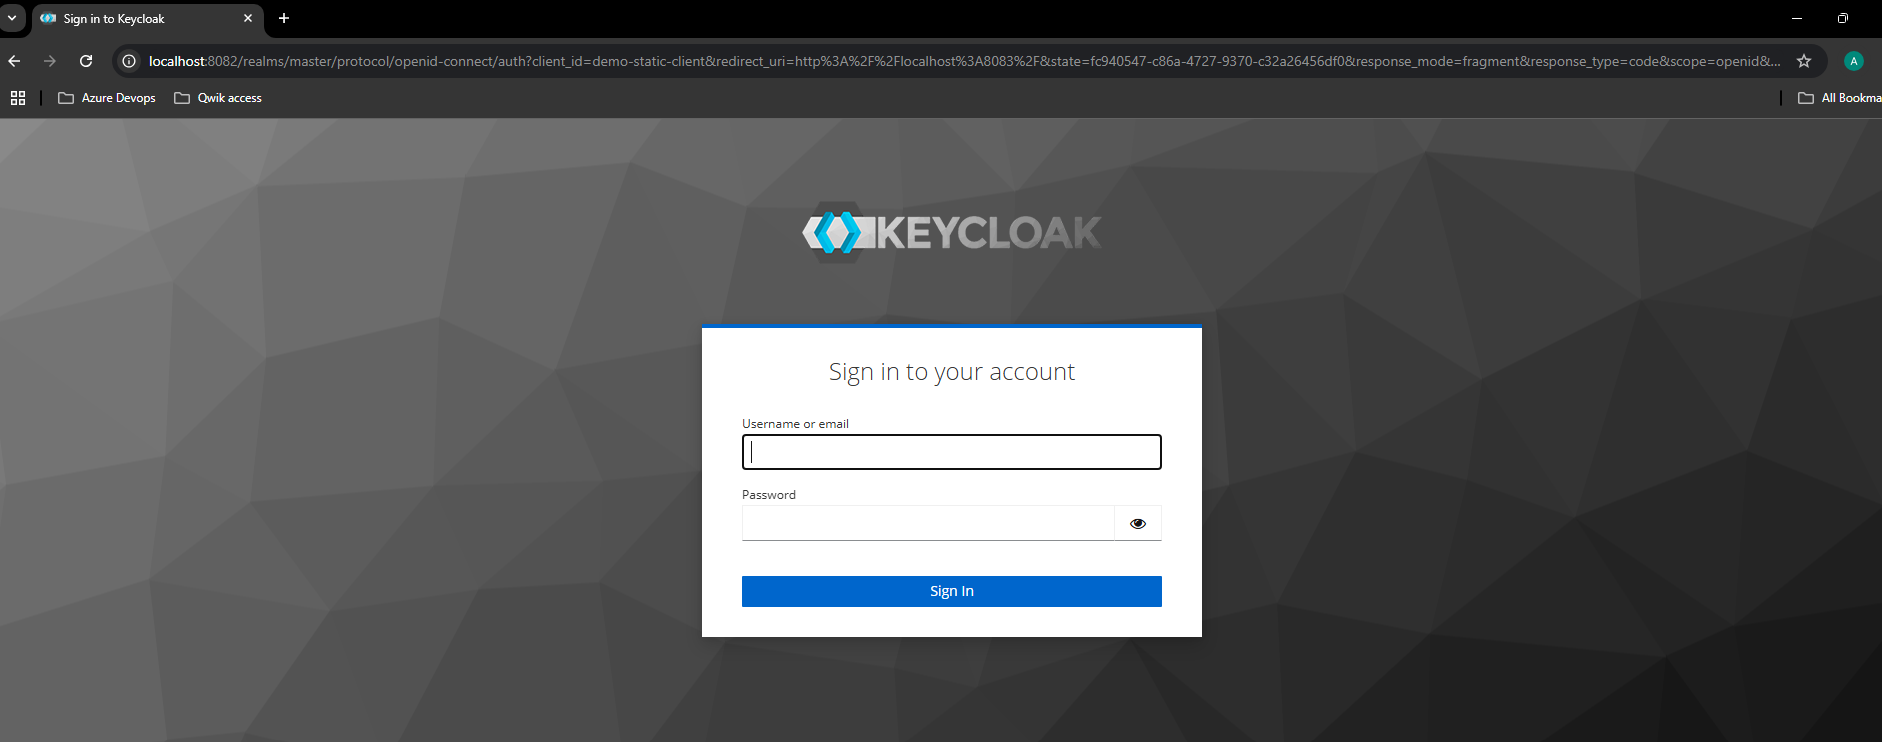 Sign in to Keycloak
localhost:8082/realms/master/protocol/openid-connect/auth?client_id=demo-static-client&redirect_uri=http%3A%2F%2Flocalhost%3A8083%2F&state=fc940547-c86a-4727-9370-c32a26456df0&response_mode=fragment&response_type=code&scope=openid&... A
Azure Devops Qwik access All Bookma
KEYCLOAK
Sign in to your account
Username or email
Password
Sign In